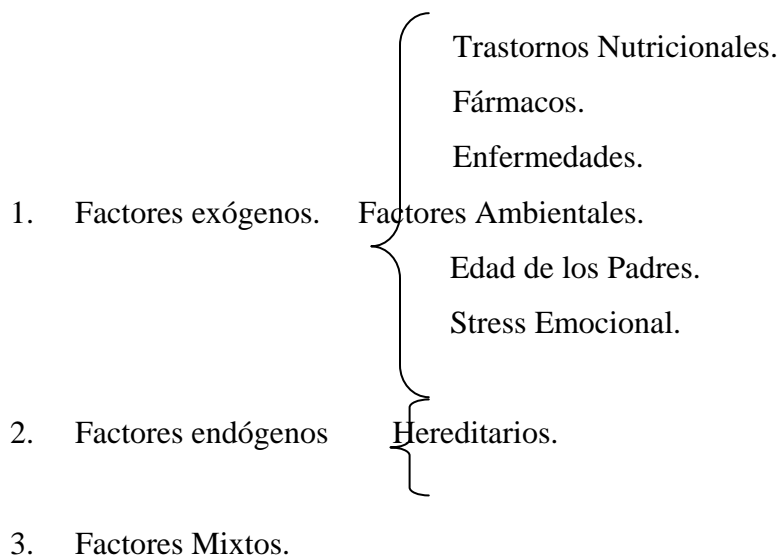 Trastornos Nutricionales.
Fármacos.
Enfermedades.
1. Factores exógenos. Factores Ambientales.
Edad de los Padres.
Stress Emocional.
2. Factores endógenos Hereditarios.
3. Factores Mixtos.